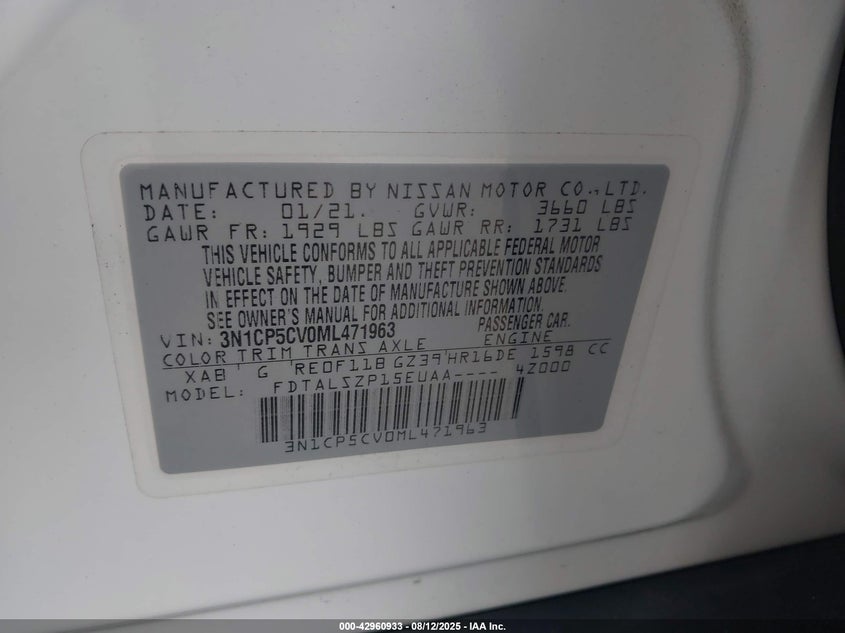 MANUFACTURED BY NISSAN MOTOR CO., LTD.
DATE: 01/21. GVWR: 3660 LBS
GAWR FR: 1929 LBS GAWR RR: 1731 LBS
THIS VEHICLE CONFORMS TO ALL APPLICABLE FEDERAL MOTOR
VEHICLE SAFETY, BUMPER AND THEFT PREVENTION STANDARDS
IN EFFECT ON THE DATE OF MANUFACTURE SHOWN ABOVE.
SEE OWNER'S MANUAL FOR ADDITIONAL INFORMATION.
VIN: 3N1CP5CV0ML471963 PASSENGER CAR.
COLOR TRIM TRANS AXLE ENGINE
XAB ' G 'RE0F11B GZ39'HR16DE 1598 CC
MODEL: FDTALSZP15EUAA---- 4Z000
3N1CP5CV0ML471963
000-42960933 - 08/12/2025 - IAA Inc.